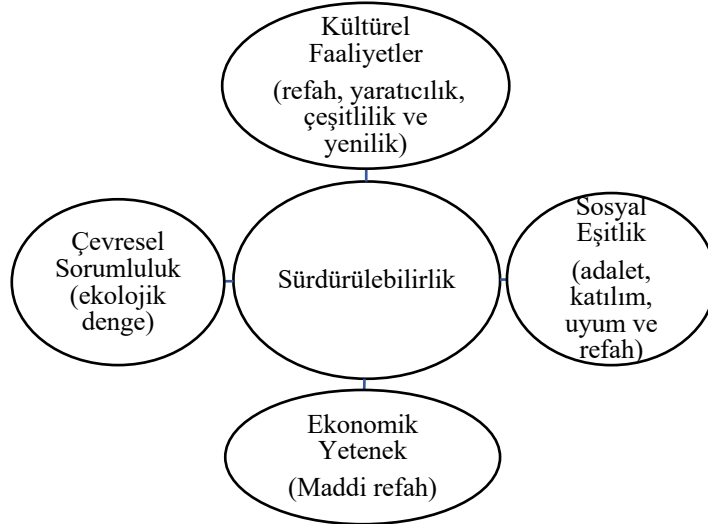 Kültürel
Faaliyetler
(refah, yaratıcılık,
çeşitlilik ve
yenilik)
Çevresel
Sorumluluk
(ekolojik
denge)
Sürdürülebilirlik
Sosyal
Eşitlik
(adalet,
katılım,
uyum ve
refah)
Ekonomik
Yetenek
(Maddi refah)